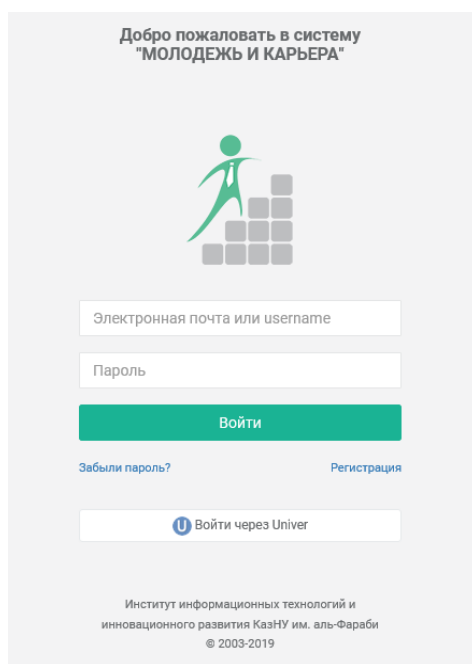 Добро пожаловать в систему
"МОЛОДЕЖЬ И КАРЬЕРА"
Электронная почта или username
Пароль
Войти
Забыли пароль?
Регистрация
U Войти через Univer
Институт информационных технологий и
инновационного развития КазНУ им. аль-Фараби
© 2003-2019